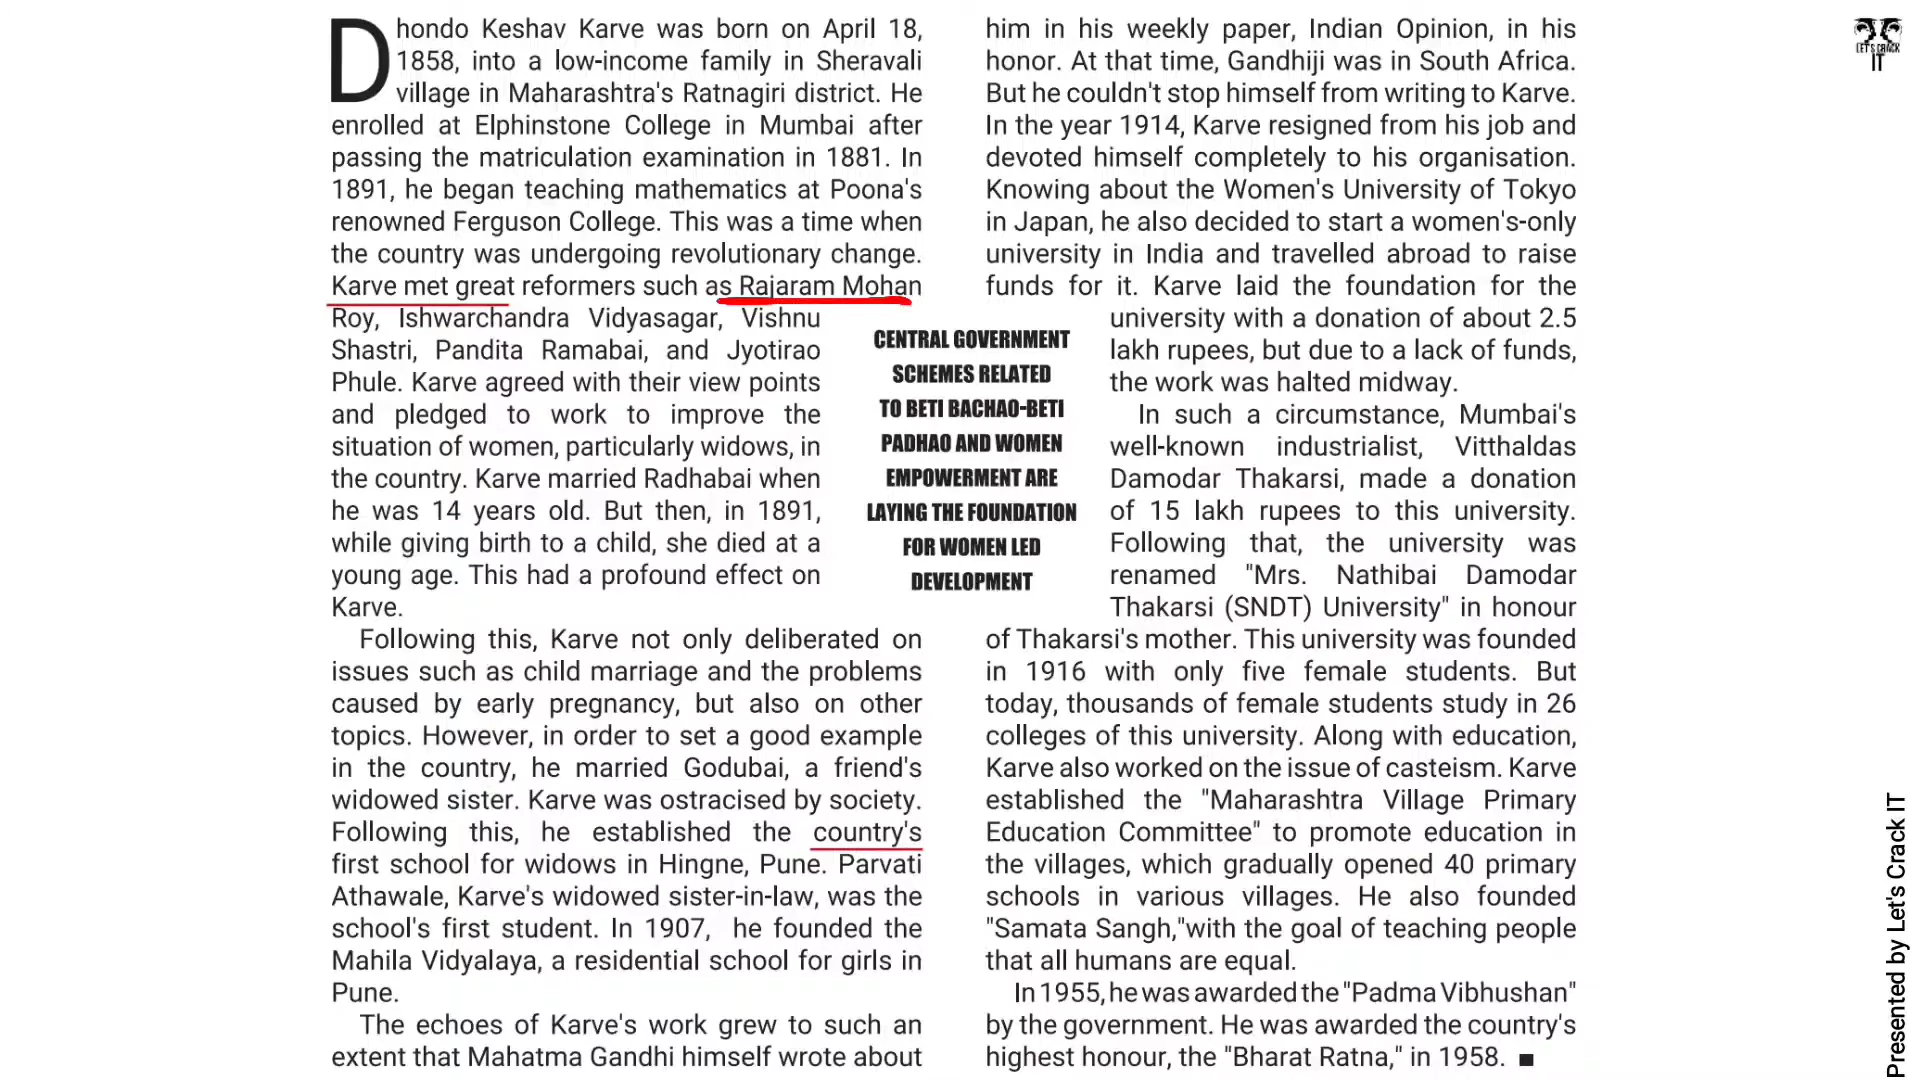 Dhondo Keshav Karve was born on April 18,
1858, into a low-income family in Sheravali
village in Maharashtra's Ratnagiri district. He
enrolled at Elphinstone College in Mumbai after
passing the matriculation examination in 1881. In
1891, he began teaching mathematics at Poona's
renowned Ferguson College. This was a time when
the country was undergoing revolutionary change.
Karve met great reformers such as Rajaram Mohan
Roy, Ishwarchandra Vidyasagar, Vishnu
Shastri, Pandita Ramabai, and Jyotirao
Phule. Karve agreed with their view points
and pledged to work to improve the
situation of women, particularly widows, in
the country. Karve married Radhabai when
he was 14 years old. But then, in 1891,
while giving birth to a child, she died at a
young age. This had a profound effect on
Karve.
Following this, Karve not only deliberated on
issues such as child marriage and the problems
caused by early pregnancy, but also on other
topics. However, in order to set a good example
in the country, he married Godubai, a friend's
widowed sister. Karve was ostracised by society.
Following this, he established the country's
first school for widows in Hingne, Pune. Parvati
Athawale, Karve's widowed sister-in-law, was the
school's first student. In 1907, he founded the
Mahila Vidyalaya, a residential school for girls in
Pune.
The echoes of Karve's work grew to such an
extent that Mahatma Gandhi himself wrote about
CENTRAL GOVERNMENT
SCHEMES RELATED
TO BETI BACHAO-BETI
PADHAO AND WOMEN
EMPOWERMENT ARE
LAYING THE FOUNDATION
FOR WOMEN LED
DEVELOPMENT
him in his weekly paper, Indian Opinion, in his
honor. At that time, Gandhiji was in South Africa.
But he couldn't stop himself from writing to Karve.
In the year 1914, Karve resigned from his job and
devoted himself completely to his organisation.
Knowing about the Women's University of Tokyo
in Japan, he also decided to start a women's-only
university in India and travelled abroad to raise
funds for it. Karve laid the foundation for the
university with a donation of about 2.5
lakh rupees, but due to a lack of funds,
the work was halted midway.
In such a circumstance, Mumbai's
well-known industrialist, Vitthaldas
Damodar Thakarsi, made a donation
of 15 lakh rupees to this university.
Following that, the university was
renamed "Mrs. Nathibai Damodar
Thakarsi (SNDT) University" in honour
of Thakarsi's mother. This university was founded
in 1916 with only five female students. But
today, thousands of female students study in 26
colleges of this university. Along with education,
Karve also worked on the issue of casteism. Karve
established the "Maharashtra Village Primary
Education Committee" to promote education in
the villages, which gradually opened 40 primary
schools in various villages. He also founded
"Samata Sangh,"with the goal of teaching people
that all humans are equal.
In 1955, he was awarded the "Padma Vibhushan"
by the government. He was awarded the country's
highest honour, the "Bharat Ratna," in 1958. ■
LET'S CRACK
IT
Presented by Let's Crack IT